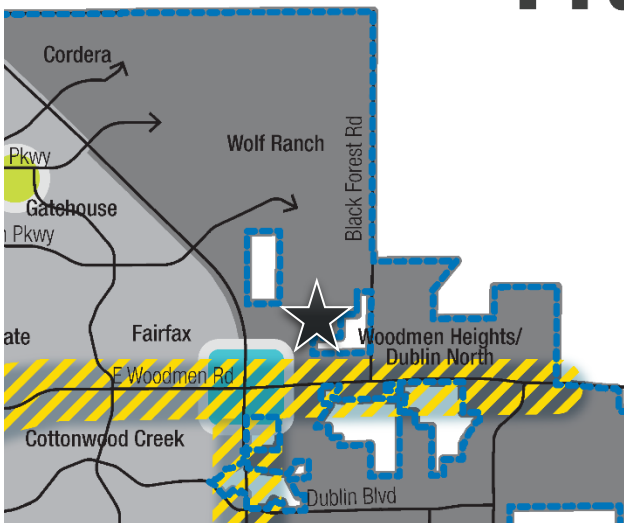 Cordera
Wolf Ranch
Black Forest Rd
Pkwy
Gatehouse
Pkwy
Fairfax
Woodmen Heights/
Dublin North
E Woodmen Rd
Cottonwood Creek
Dublin Blvd